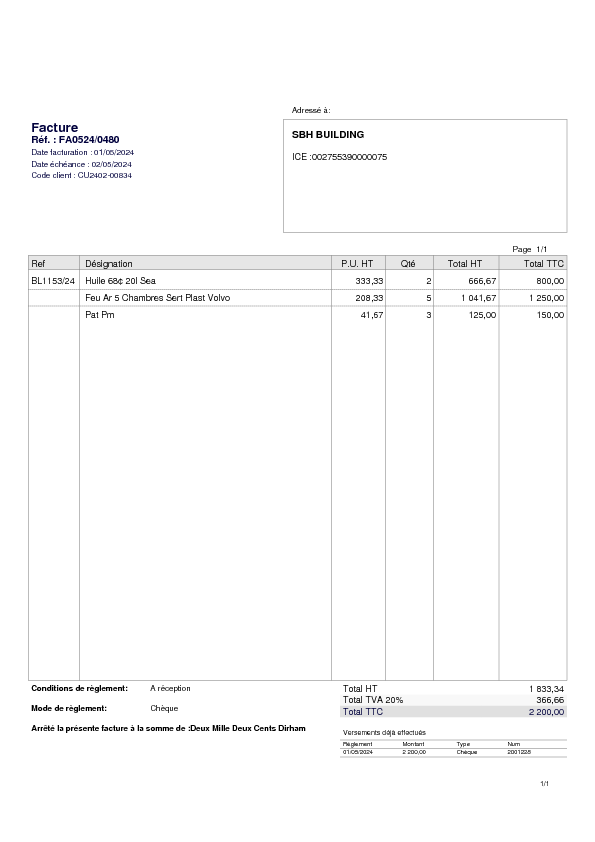 Adressé à:
Facture
Réf. : FA0524/0480
Date facturation : 01/05/2024
Date échéance : 02/05/2024
Code client : CU2402-00834
SBH BUILDING
ICE :002755390000075
Page 1/1
Ref Désignation P.U. HT Qté Total HT Total TTC
BL1153/24 Huile 68¢ 20l Sea 333,33 2 666,67 800,00
Feu Ar 5 Chambres Sert Plast Volvo 208,33 5 1 041,67 1 250,00
Pat Pm 41,67 3 125,00 150,00
Conditions de règlement: A réception
Mode de règlement: Chèque
Arrêté la présente facture à la somme de :Deux Mille Deux Cents Dirham
Total HT 1 833,34
Total TVA 20% 366,66
Total TTC 2 200,00
Versements déjà effectués
Règlement Montant Type Num
01/05/2024 2 200,00 Chèque 2001228
1/1